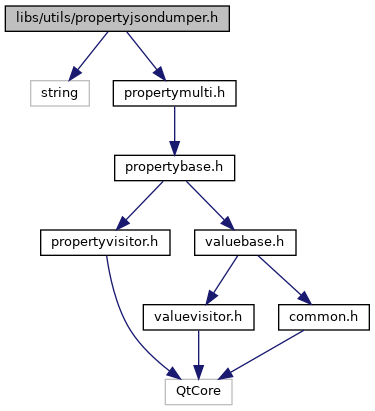 libs/utils/propertyjsondumper.h
string
propertymulti.h
propertybase.h
propertyvisitor.h
valuebase.h
valuevisitor.h
common.h
QtCore